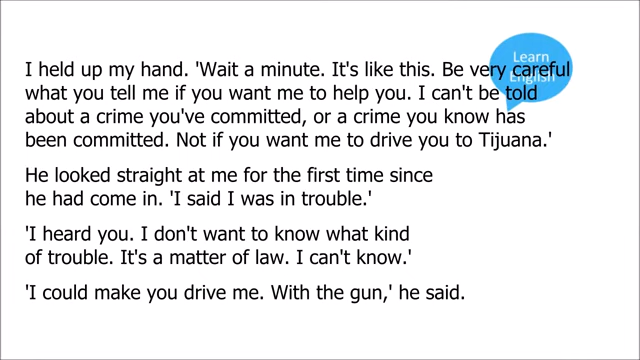 Learn
English
I held up my hand. 'Wait a minute. It's like this. Be very careful
what you tell me if you want me to help you. I can't be told
about a crime you've committed, or a crime you know has
been committed. Not if you want me to drive you to Tijuana.'
He looked straight at me for the first time since
he had come in. 'I said I was in trouble.'
'I heard you. I don't want to know what kind
of trouble. It's a matter of law. I can't know.'
'I could make you drive me. With the gun,' he said.